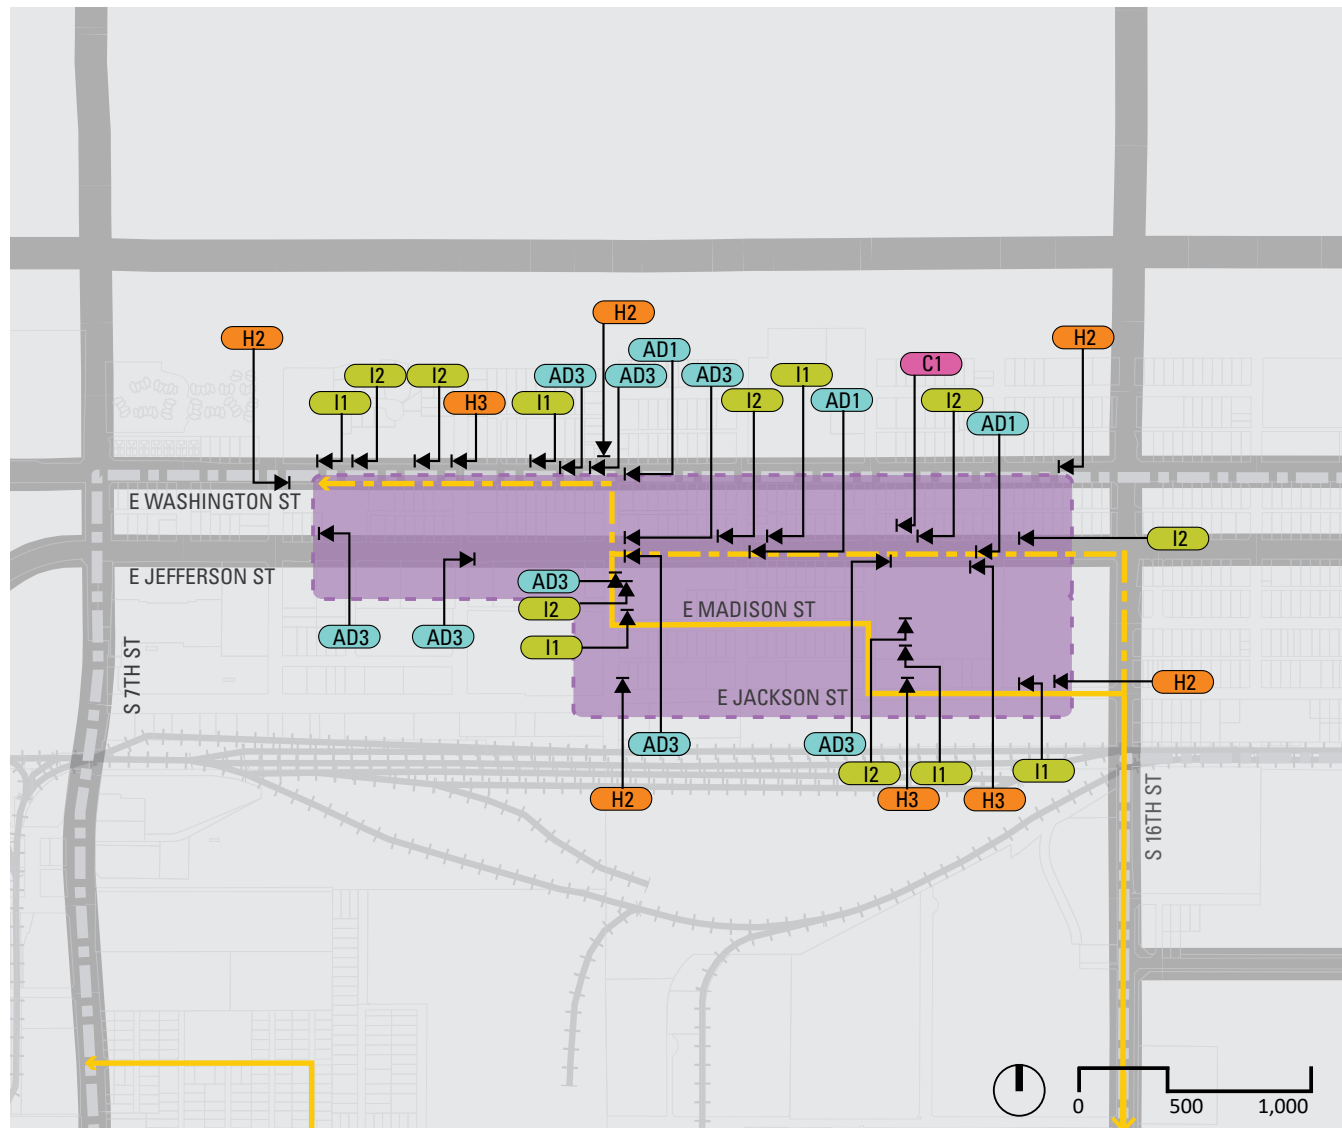 H2
H2
H2
AD1
C1
I2
I2
AD3
AD3
AD3
I1
I1
H3
I1
I2
AD1
I2
AD1
E WASHINGTON ST
I2
E JEFFERSON ST
AD3
I2
E MADISON ST
AD3
AD3
I1
S 7TH ST
E JACKSON ST
H2
AD3
AD3
I2
I1
I1
H2
H3
H3
S 16TH ST
0 500 1,000